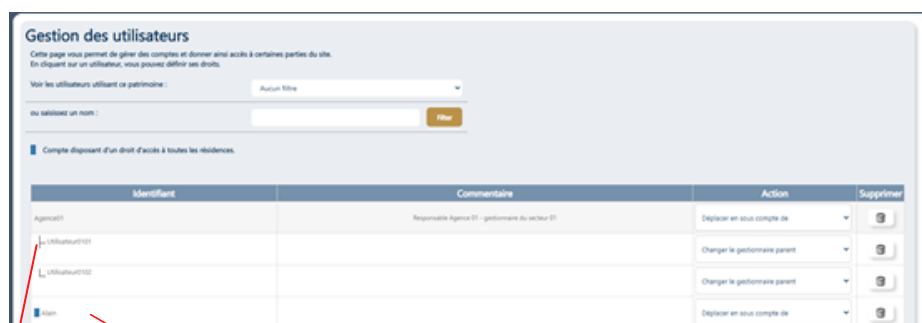 Gestion des utilisateurs
Cette page vous permet de gérer des comptes et donner ainsi accès à certaines parties du site.
En cliquant sur un utilisateur, vous pouvez définir ses droits.
Voir les utilisateurs utilisant ce patrimoine :
Aucun filtre
ou saisissez un nom :
Filter
Compte disposant d'un droit d'accès à toutes les résidences.
Identifiant Commentaire Action Supprimer
Agence01 Responsable Agence 01 - gestionnaire du secteur 01 Déplacer en sous compte de
Utilisateur0101 Changer le gestionnaire parent
Utilisateur0102 Changer le gestionnaire parent
Alain Déplacer en sous compte de